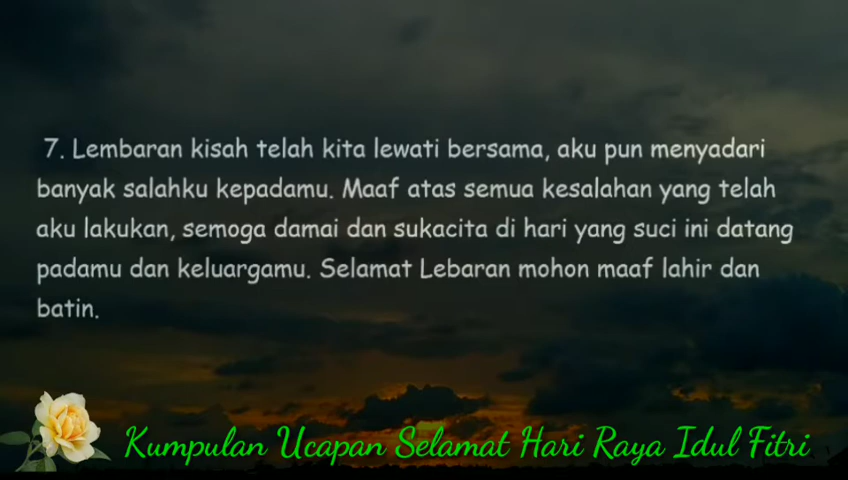 7. Lembaran kisah telah kita lewati bersama, aku pun menyadari
banyak salahku kepadamu. Maaf atas semua kesalahan yang telah
aku lakukan, semoga damai dan sukacita di hari yang suci ini datang
padamu dan keluargamu. Selamat Lebaran mohon maaf lahir dan
batin.
Kumpulan Ucapan Selamat Hari Raya Idul Fitri